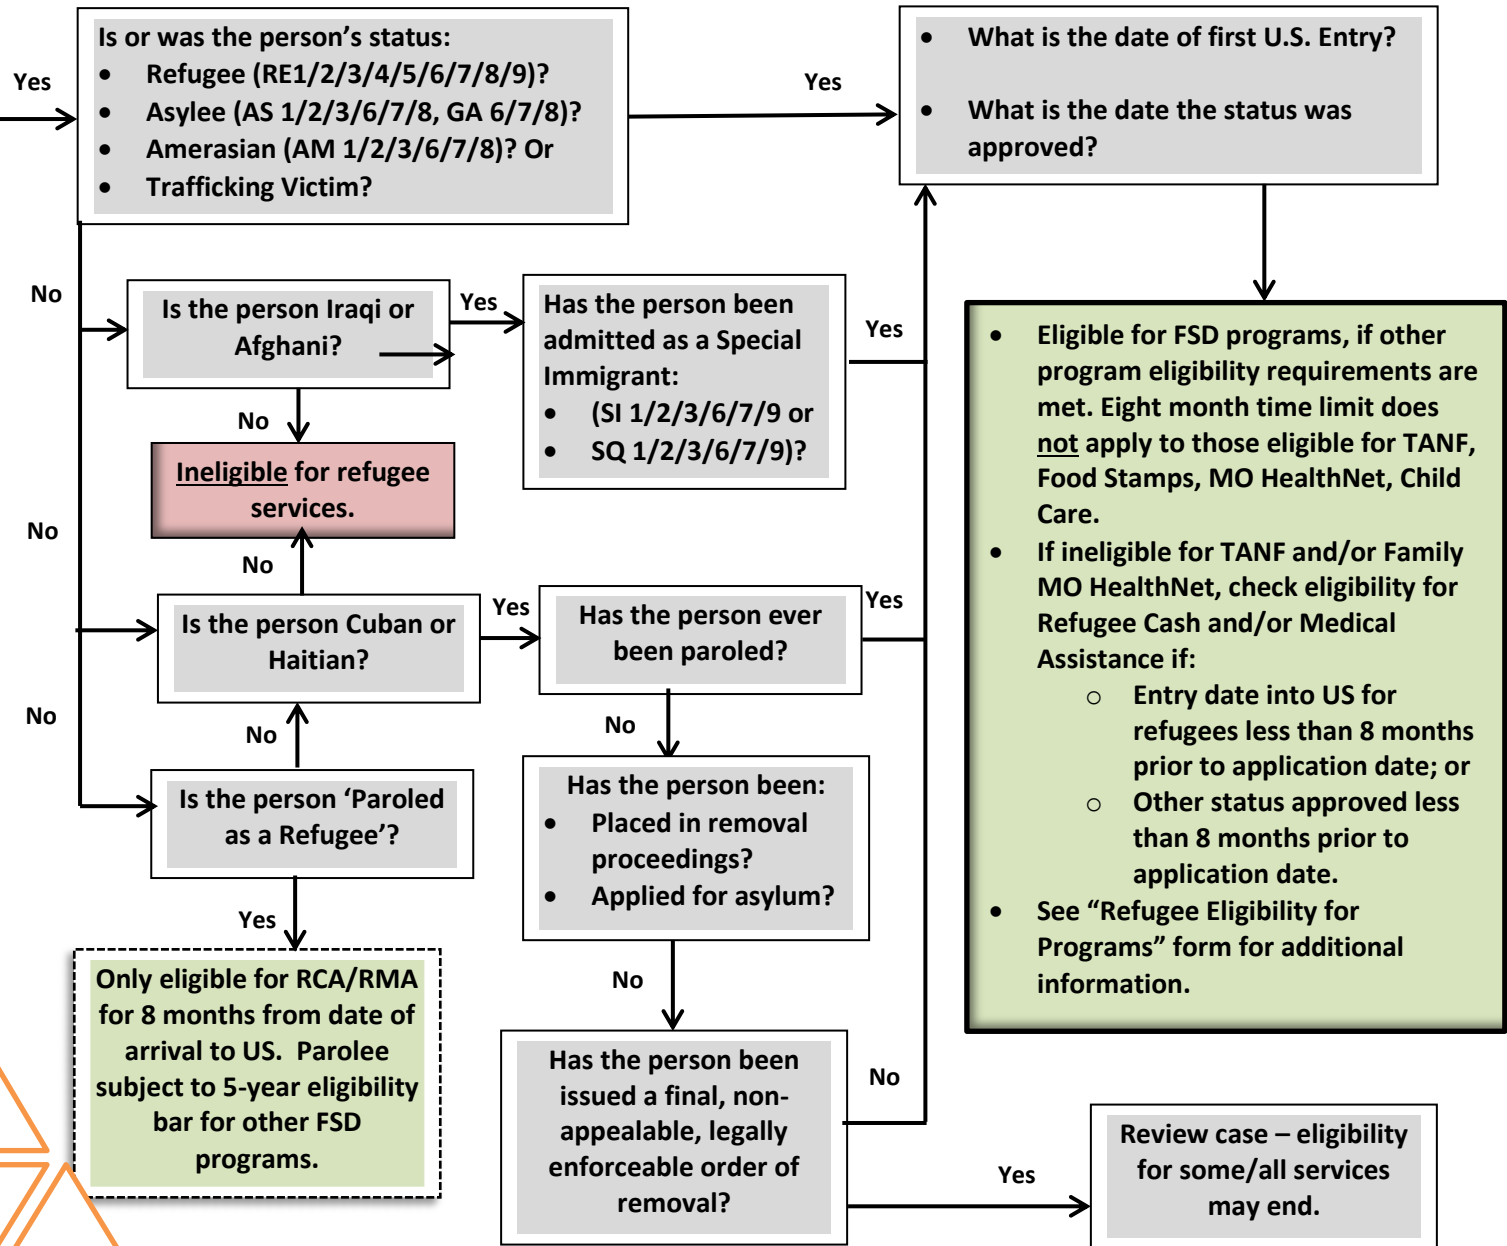 Yes
Is or was the person's status:
• Refugee (RE1/2/3/4/5/6/7/8/9)?
• Asylee (AS 1/2/3/6/7/8, GA 6/7/8)?
• Amerasian (AM 1/2/3/6/7/8)? Or
• Trafficking Victim?
Yes
• What is the date of first U.S. Entry?
• What is the date the status was
approved?
No
Is the person Iraqi or
Afghani?
Yes
Has the person been
admitted as a Special
Immigrant:
• (SI 1/2/3/6/7/9 or
• SQ 1/2/3/6/7/9)?
Yes
No
Ineligible for refugee
services.
No
No
Is the person Cuban or
Haitian?
Yes
Has the person ever
been paroled?
Yes
No
No
Is the person 'Paroled
as a Refugee'?
Yes
Only eligible for RCA/RMA
for 8 months from date of
arrival to US. Parolee
subject to 5-year eligibility
bar for other FSD
programs.
No
Has the person been:
• Placed in removal
proceedings?
• Applied for asylum?
No
Has the person been
issued a final, non-
appealable, legally
enforceable order of
removal?
No
Yes
Review case – eligibility
for some/all services
may end.
• Eligible for FSD programs, if other
program eligibility requirements are
met. Eight month time limit does
not apply to those eligible for TANF,
Food Stamps, MO HealthNet, Child
Care.
• If ineligible for TANF and/or Family
MO HealthNet, check eligibility for
Refugee Cash and/or Medical
Assistance if:
o Entry date into US for
refugees less than 8 months
prior to application date; or
o Other status approved less
than 8 months prior to
application date.
• See “Refugee Eligibility for
Programs” form for additional
information.